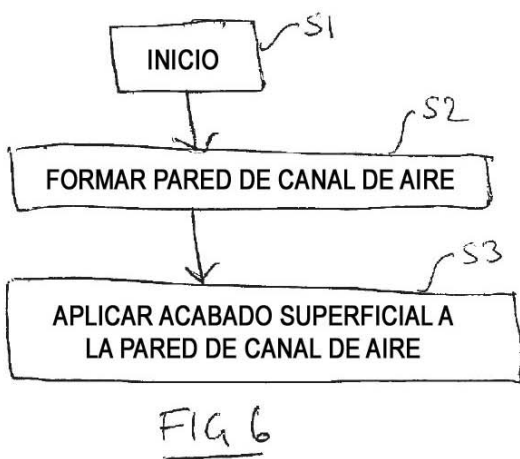 S1
INICIO
S2
FORMAR PARED DE CANAL DE AIRE
S3
APLICAR ACABADO SUPERFICIAL A
LA PARED DE CANAL DE AIRE
FIG 6